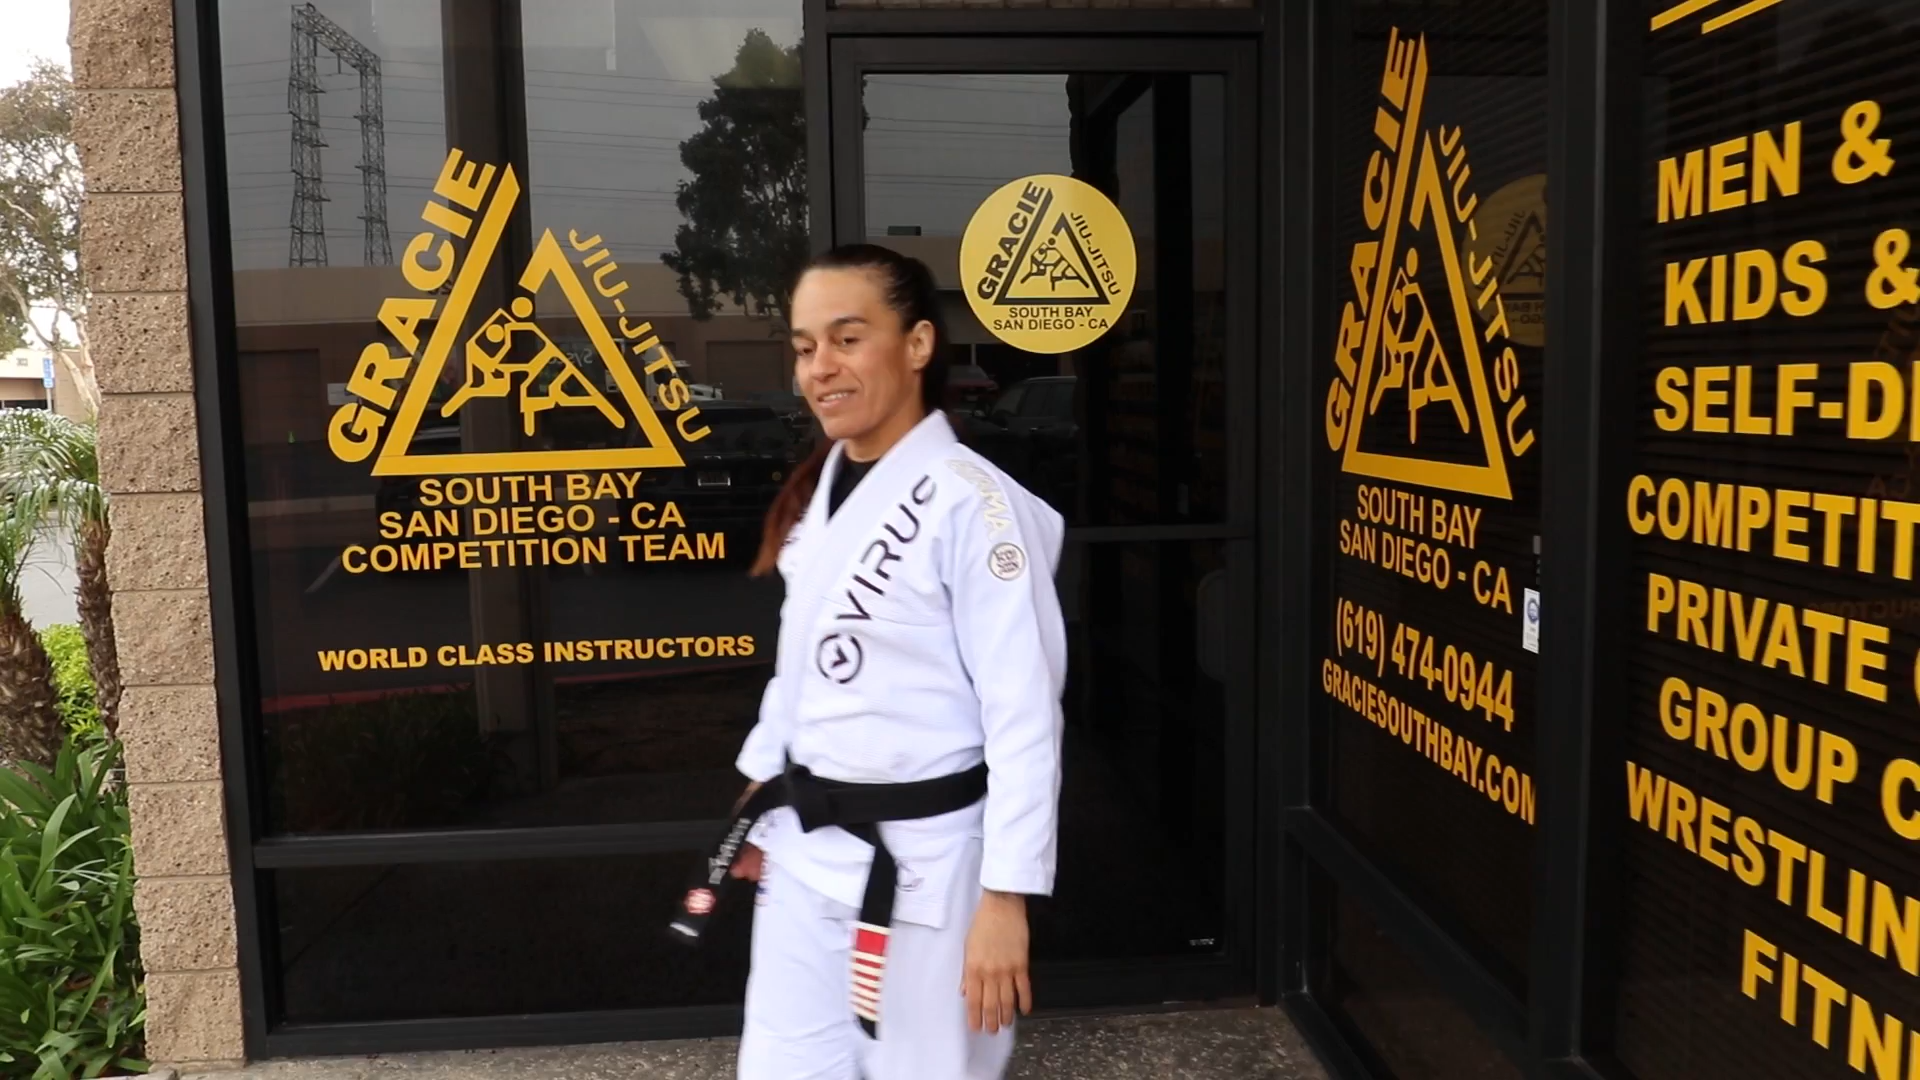 GRACIE
JIU-JITSU
SOUTH BAY
SAN DIEGO - CA
COMPETITION TEAM
WORLD CLASS INSTRUCTORS
GRACIE
JIU-JITSU
SOUTH BAY
SAN DIEGO - CA
VIRUS
GRACIE
JIU-JITSU
SOUTH BAY
SAN DIEGO - CA
(619) 474-0944
GRACIESOUTHBAY.COM
MEN &
KIDS &
SELF-D
COMPETIT
PRIVATE
GROUP C
WRESTLIN
FITN